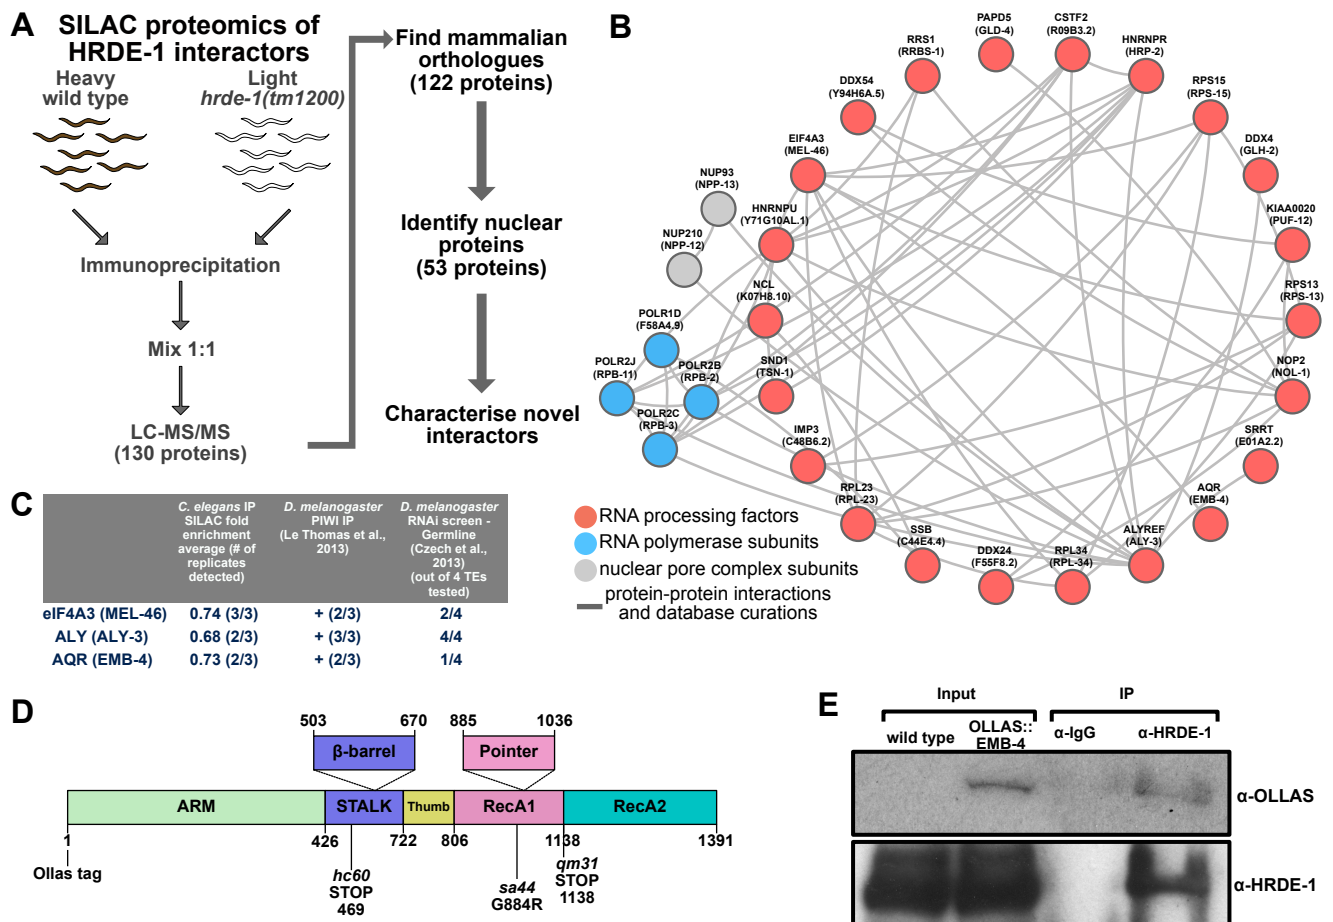 A
SILAC proteomics of
HRDE-1 interactors
Heavy
wild type
Light
hrde-1(tm1200)
Immunoprecipitation
Mix 1:1
LC-MS/MS
(130 proteins)
Find mammalian
orthologues
(122 proteins)
Identify nuclear
proteins
(53 proteins)
Characterise novel
interactors
B
PAPD5
(GLD-4)
CSTF2
(R09B3.2)
HNRNPR
(HRP-2)
RRS1
(RRBS-1)
RPS15
(RPS-15)
DDX54
(Y94H6A.5)
DDX4
(GLH-2)
EIF4A3
(MEL-46)
NUP93
(NPP-13)
KIAA0020
(PUF-12)
HNRNPU
(Y71G10AL.1)
NUP210
(NPP-12)
NCL
(K07H8.10)
RPS13
(RPS-13)
POLR1D
(F58A4.9)
POLR2J
(RPB-11)
POLR2B
(RPB-2)
SND1
(TSN-1)
NOP2
(NOL-1)
POLR2C
(RPB-3)
IMP3
(C48B6.2)
SRRT
(E01A2.2)
RPL23
(RPL-23)
AQR
(EMB-4)
SSB
(C44E4.4)
DDX24
(F55F8.2)
RPL34
(RPL-34)
ALYREF
(ALY-3)
RNA processing factors
RNA polymerase subunits
nuclear pore complex subunits
protein-protein interactions
and database curations
C
C. elegans IP
SILAC fold
enrichment
average (# of
replicates
detected)
D. melanogaster
PIWI IP
(Le Thomas et al.,
2013)
D. melanogaster
RNAi screen -
Germline
(Czech et al.,
2013)
(out of 4 TEs
tested)
eIF4A3 (MEL-46) 0.74 (3/3) + (2/3) 2/4
ALY (ALY-3) 0.68 (2/3) + (3/3) 4/4
AQR (EMB-4) 0.73 (2/3) + (2/3) 1/4
D
503 670 885 1036
β-barrel Pointer
ARM STALK Thumb RecA1 RecA2
1 426 722 806 1138 1391
Ollas tag
hc60
STOP
469
sa44
G884R
qm31
STOP
1138
E
Input IP
wild type
OLLAS::
EMB-4
α-IgG
α-HRDE-1
α-OLLAS
α-HRDE-1